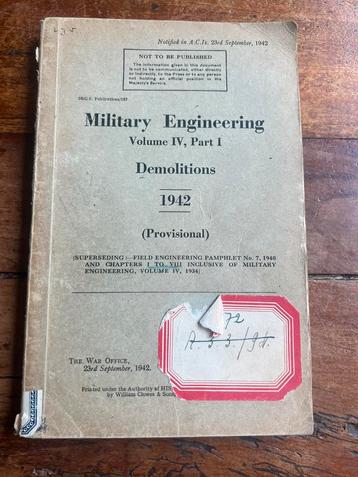 Notified in A.C.Is. 23rd September, 1942
NOT TO BE PUBLISHED
The information given in this document
is not to be communicated, either directly
or indirectly, to the Press or to any person
not holding an official position in His
Majesty's Service.
Publications/287
Military Engineering
Volume IV, Part I
Demolitions
1942
(Provisional)
(SUPERSEDING :—FIELD ENGINEERING PAMPHLET No. 7, 1940
AND CHAPTERS I TO VIII INCLUSIVE OF MILITARY
ENGINEERING, VOLUME IV, 1934)
72
A. 3 3.
THE WAR OFFICE,
23rd September, 1942.
Printed under the Authority of
by William Clowes &